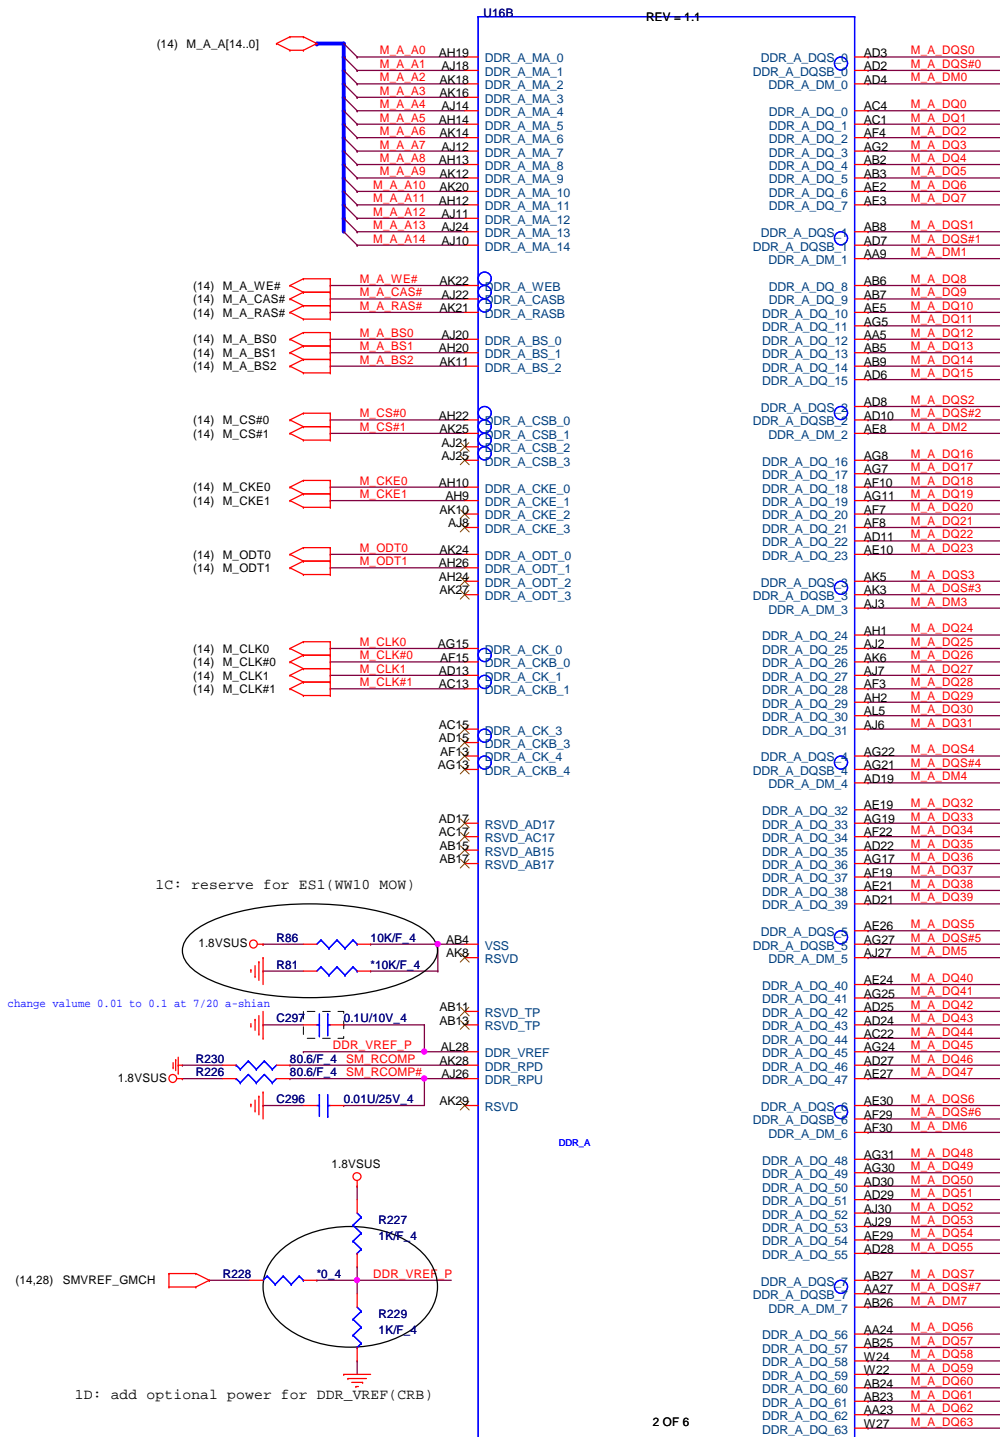 U16B
REV = 1.1
(14) M_A_A[14..0]
M_A_A0 AH19 DDR_A_MA_0
M_A_A1 AJ18 DDR_A_MA_1
M_A_A2 AK18 DDR_A_MA_2
M_A_A3 AK16 DDR_A_MA_3
M_A_A4 AJ14 DDR_A_MA_4
M_A_A5 AH14 DDR_A_MA_5
M_A_A6 AK14 DDR_A_MA_6
M_A_A7 AJ12 DDR_A_MA_7
M_A_A8 AH13 DDR_A_MA_8
M_A_A9 AK12 DDR_A_MA_9
M_A_A10 AK20 DDR_A_MA_10
M_A_A11 AH12 DDR_A_MA_11
M_A_A12 AJ11 DDR_A_MA_12
M_A_A13 AJ24 DDR_A_MA_13
M_A_A14 AJ10 DDR_A_MA_14
(14) M_A_WE# M_A_WE# AK22 DDR_A_WEB
(14) M_A_CAS# M_A_CAS# AJ22 DDR_A_CASB
(14) M_A_RAS# M_A_RAS# AK21 DDR_A_RASB
(14) M_A_BS0 M_A_BS0 AJ20 DDR_A_BS_0
(14) M_A_BS1 M_A_BS1 AH20 DDR_A_BS_1
(14) M_A_BS2 M_A_BS2 AK11 DDR_A_BS_2
(14) M_CS#0 M_CS#0 AH22 DDR_A_CSB_0
(14) M_CS#1 M_CS#1 AK25 DDR_A_CSB_1
AJ21 DDR_A_CSB_2
AJ25 DDR_A_CSB_3
(14) M_CKE0 M_CKE0 AH10 DDR_A_CKE_0
(14) M_CKE1 M_CKE1 AH9 DDR_A_CKE_1
AK10 DDR_A_CKE_2
AJ8 DDR_A_CKE_3
(14) M_ODT0 M_ODT0 AK24 DDR_A_ODT_0
(14) M_ODT1 M_ODT1 AH26 DDR_A_ODT_1
AH24 DDR_A_ODT_2
AK27 DDR_A_ODT_3
(14) M_CLK0 M_CLK0 AG15 DDR_A_CK_0
(14) M_CLK#0 M_CLK#0 AF15 DDR_A_CKB_0
(14) M_CLK1 M_CLK1 AD13 DDR_A_CK_1
(14) M_CLK#1 M_CLK#1 AC13 DDR_A_CKB_1
AC15 DDR_A_CK_3
AD15 DDR_A_CKB_3
AF13 DDR_A_CK_4
AG13 DDR_A_CKB_4
AD17 RSVD_AD17
AC17 RSVD_AC17
AB15 RSVD_AB15
AB17 RSVD_AB17
1C: reserve for ES1(WW10 MOW)
1.8VSUS R86 10K/F_4 AB4 VSS
R81 *10K/F_4 AK8 RSVD
change valume 0.01 to 0.1 at 7/20 a-shian
AB11 RSVD_TP
C297 0.1U/10V_4 AB13 RSVD_TP
DDR_VREF_P AL28 DDR_VREF
R230 80.6/F_4 SM_RCOMP AK28 DDR_RPD
1.8VSUS R226 80.6/F_4 SM_RCOMP# AJ26 DDR_RPU
C296 0.01U/25V_4 AK29 RSVD
DDR_A
1.8VSUS
R227
1K/F_4
(14,28) SMVREF_GMCH R228 *0_4 DDR_VREF_P
R229
1K/F_4
1D: add optional power for DDR_VREF(CRB)
2 OF 6
DDR_A_DQS_0 AD3 M_A_DQS0
DDR_A_DQSB_0 AD2 M_A_DQS#0
DDR_A_DM_0 AD4 M_A_DM0
DDR_A_DQ_0 AC4 M_A_DQ0
DDR_A_DQ_1 AC1 M_A_DQ1
DDR_A_DQ_2 AF4 M_A_DQ2
DDR_A_DQ_3 AG2 M_A_DQ3
DDR_A_DQ_4 AB2 M_A_DQ4
DDR_A_DQ_5 AB3 M_A_DQ5
DDR_A_DQ_6 AE2 M_A_DQ6
DDR_A_DQ_7 AE3 M_A_DQ7
DDR_A_DQS_1 AB8 M_A_DQS1
DDR_A_DQSB_1 AD7 M_A_DQS#1
DDR_A_DM_1 AA9 M_A_DM1
DDR_A_DQ_8 AB6 M_A_DQ8
DDR_A_DQ_9 AB7 M_A_DQ9
DDR_A_DQ_10 AE5 M_A_DQ10
DDR_A_DQ_11 AG5 M_A_DQ11
DDR_A_DQ_12 AA5 M_A_DQ12
DDR_A_DQ_13 AB5 M_A_DQ13
DDR_A_DQ_14 AB9 M_A_DQ14
DDR_A_DQ_15 AD6 M_A_DQ15
DDR_A_DQS_2 AD8 M_A_DQS2
DDR_A_DQSB_2 AD10 M_A_DQS#2
DDR_A_DM_2 AE8 M_A_DM2
DDR_A_DQ_16 AG8 M_A_DQ16
DDR_A_DQ_17 AG7 M_A_DQ17
DDR_A_DQ_18 AF10 M_A_DQ18
DDR_A_DQ_19 AG11 M_A_DQ19
DDR_A_DQ_20 AF7 M_A_DQ20
DDR_A_DQ_21 AF8 M_A_DQ21
DDR_A_DQ_22 AD11 M_A_DQ22
DDR_A_DQ_23 AE10 M_A_DQ23
DDR_A_DQS_3 AK5 M_A_DQS3
DDR_A_DQSB_3 AK3 M_A_DQS#3
DDR_A_DM_3 AJ3 M_A_DM3
DDR_A_DQ_24 AH1 M_A_DQ24
DDR_A_DQ_25 AJ2 M_A_DQ25
DDR_A_DQ_26 AK6 M_A_DQ26
DDR_A_DQ_27 AJ7 M_A_DQ27
DDR_A_DQ_28 AF3 M_A_DQ28
DDR_A_DQ_29 AH2 M_A_DQ29
DDR_A_DQ_30 AL5 M_A_DQ30
DDR_A_DQ_31 AJ6 M_A_DQ31
DDR_A_DQS_4 AG22 M_A_DQS4
DDR_A_DQSB_4 AG21 M_A_DQS#4
DDR_A_DM_4 AD19 M_A_DM4
DDR_A_DQ_32 AE19 M_A_DQ32
DDR_A_DQ_33 AG19 M_A_DQ33
DDR_A_DQ_34 AF22 M_A_DQ34
DDR_A_DQ_35 AD22 M_A_DQ35
DDR_A_DQ_36 AG17 M_A_DQ36
DDR_A_DQ_37 AF19 M_A_DQ37
DDR_A_DQ_38 AE21 M_A_DQ38
DDR_A_DQ_39 AD21 M_A_DQ39
DDR_A_DQS_5 AE26 M_A_DQS5
DDR_A_DQSB_5 AG27 M_A_DQS#5
DDR_A_DM_5 AJ27 M_A_DM5
DDR_A_DQ_40 AE24 M_A_DQ40
DDR_A_DQ_41 AG25 M_A_DQ41
DDR_A_DQ_42 AD25 M_A_DQ42
DDR_A_DQ_43 AD24 M_A_DQ43
DDR_A_DQ_44 AC22 M_A_DQ44
DDR_A_DQ_45 AG24 M_A_DQ45
DDR_A_DQ_46 AD27 M_A_DQ46
DDR_A_DQ_47 AE27 M_A_DQ47
DDR_A_DQS_6 AE30 M_A_DQS6
DDR_A_DQSB_6 AF29 M_A_DQS#6
DDR_A_DM_6 AF30 M_A_DM6
DDR_A_DQ_48 AG31 M_A_DQ48
DDR_A_DQ_49 AG30 M_A_DQ49
DDR_A_DQ_50 AD30 M_A_DQ50
DDR_A_DQ_51 AD29 M_A_DQ51
DDR_A_DQ_52 AJ30 M_A_DQ52
DDR_A_DQ_53 AJ29 M_A_DQ53
DDR_A_DQ_54 AE29 M_A_DQ54
DDR_A_DQ_55 AD28 M_A_DQ55
DDR_A_DQS_7 AB27 M_A_DQS7
DDR_A_DQSB_7 AA27 M_A_DQS#7
DDR_A_DM_7 AB26 M_A_DM7
DDR_A_DQ_56 AA24 M_A_DQ56
DDR_A_DQ_57 AB25 M_A_DQ57
DDR_A_DQ_58 W24 M_A_DQ58
DDR_A_DQ_59 W22 M_A_DQ59
DDR_A_DQ_60 AB24 M_A_DQ60
DDR_A_DQ_61 AB23 M_A_DQ61
DDR_A_DQ_62 AA23 M_A_DQ62
DDR_A_DQ_63 W27 M_A_DQ63